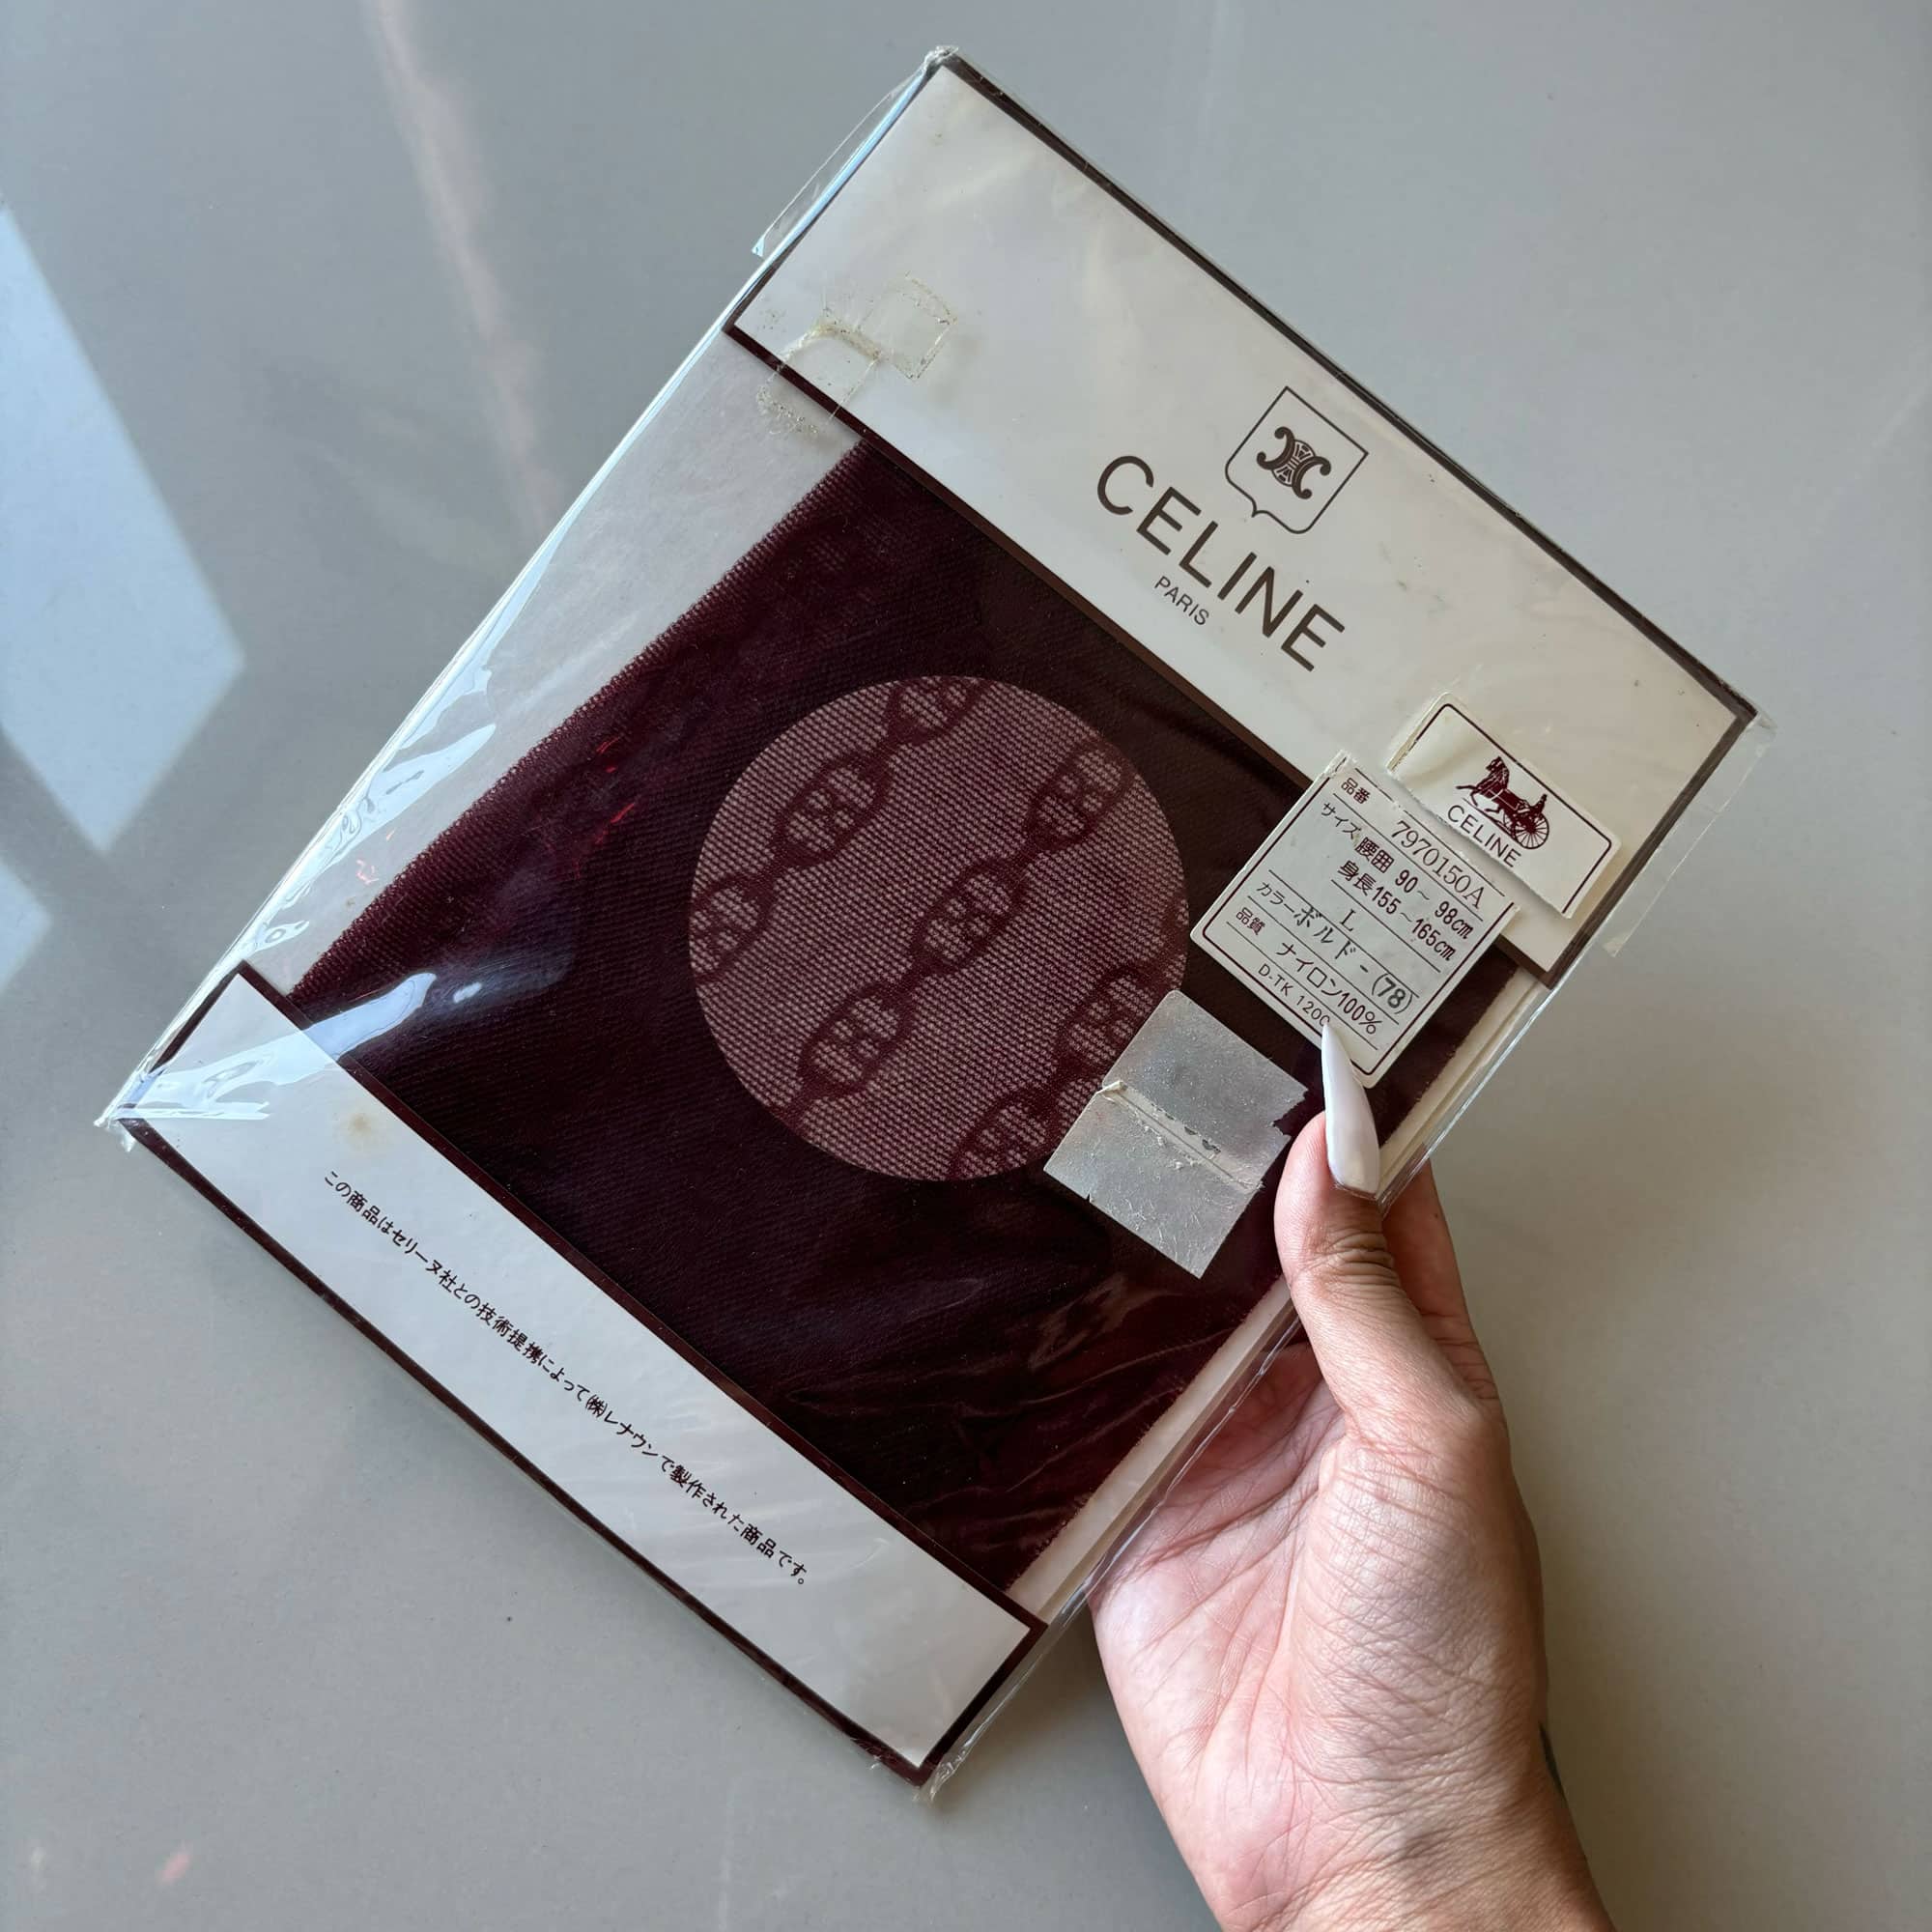 CELINE
PARIS
CELINE
品番 7970150A
サイズ 腰囲 90~98cm
身長155~165cm
L
カラー ボルドー(78)
品質 ナイロン100%
D-TK 1200
この商品はセリーヌ社との技術提携によって㈱レナウンで製作された商品です。